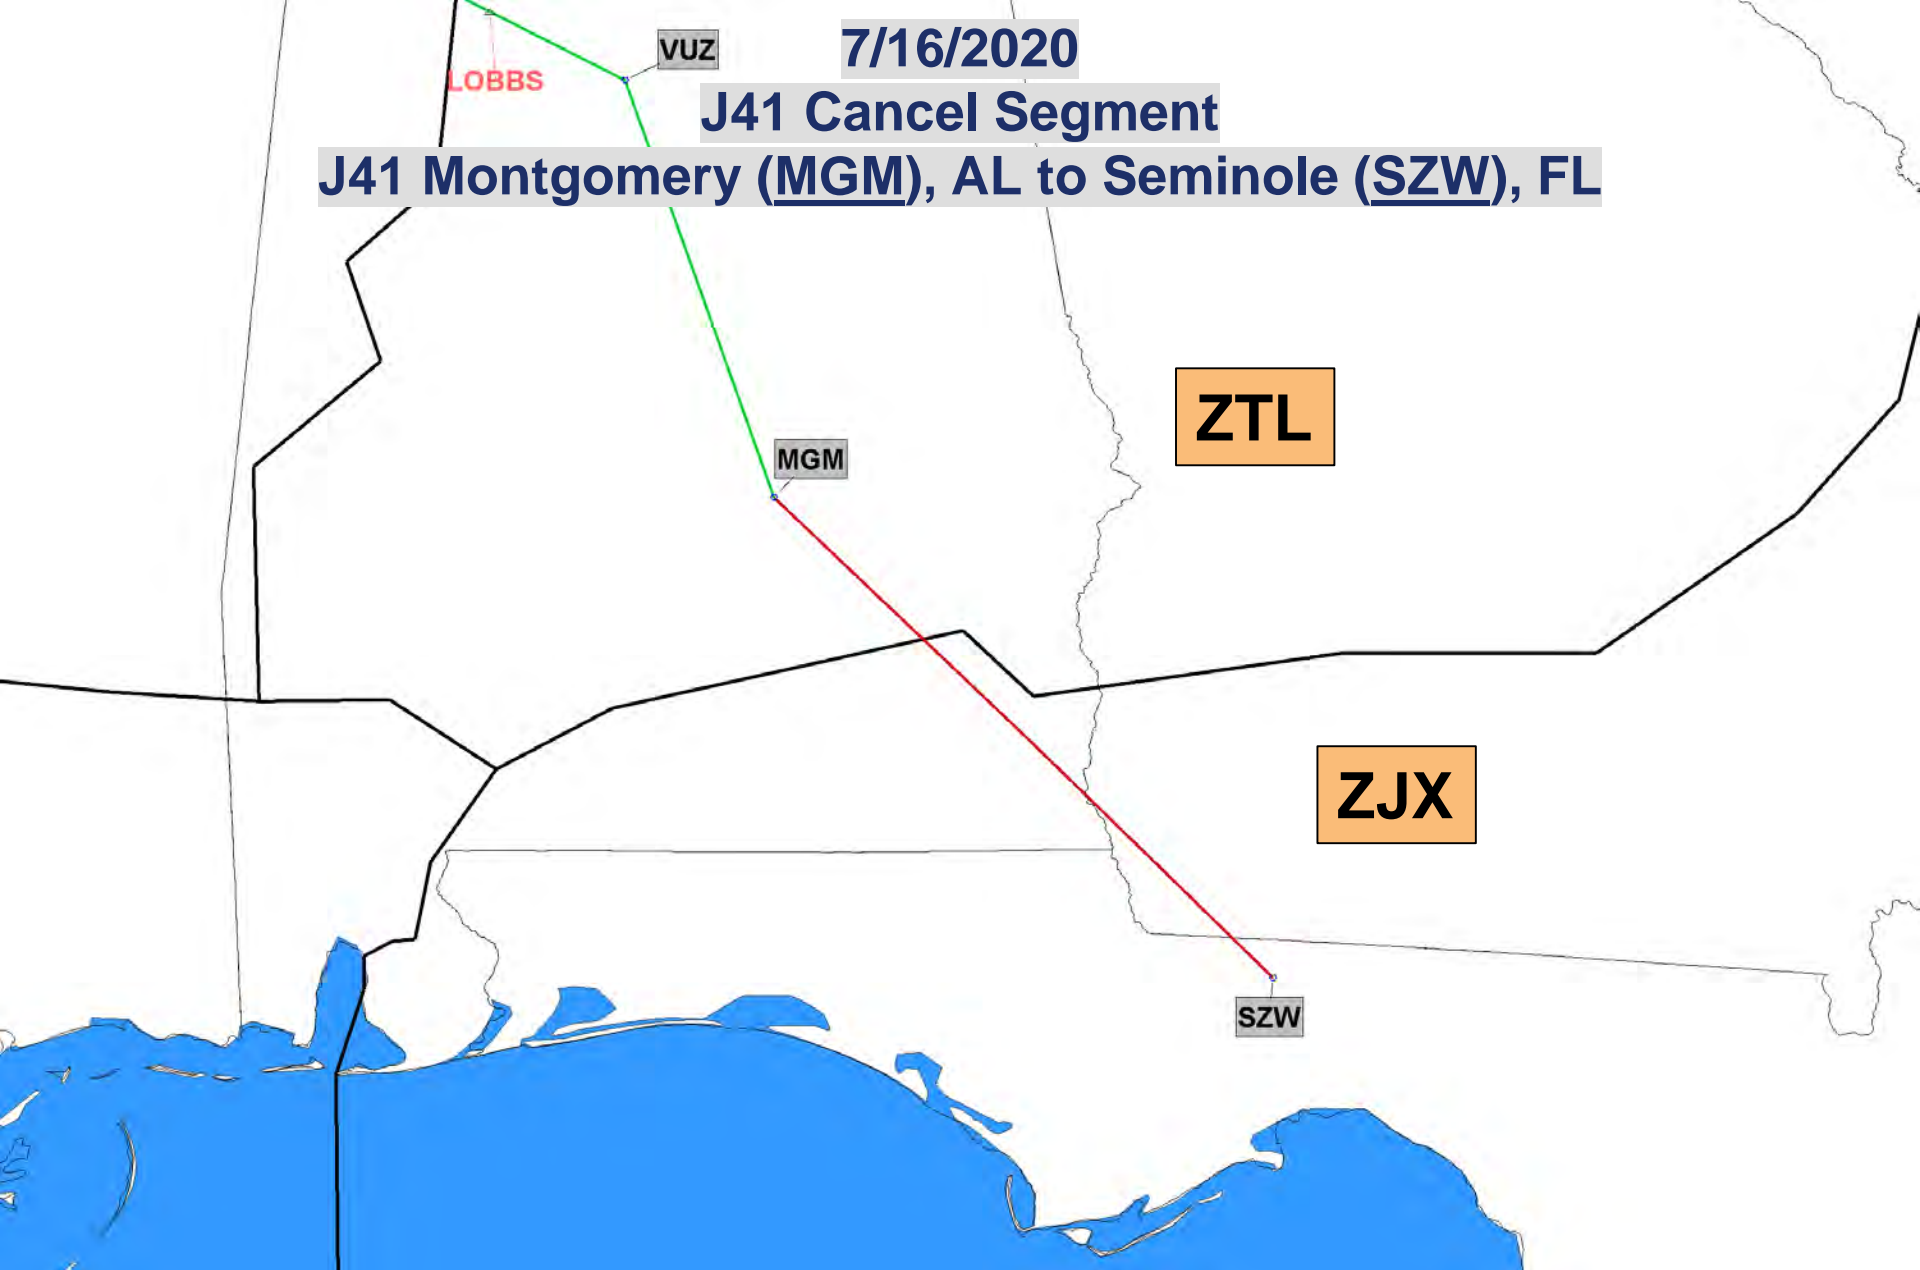 7/16/2020
J41 Cancel Segment
J41 Montgomery (MGM), AL to Seminole (SZW), FL
VUZ
LOBBS
ZTL
MGM
ZJX
SZW